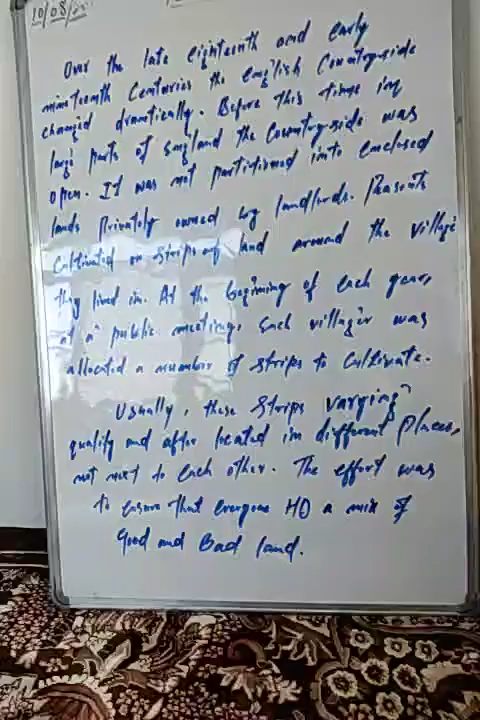 10/08/
Over the late eighteenth and early
nineteenth Centuries the english Countryside
changed dramatically. Before this time in
large parts of England the Countryside was
open. It was not partitioned into enclosed
lands Privately owned by landlords. Peasents
Cultivated on strips of land around the village
they lived in. At the beginning of each year,
at a public meeting, each villager was
allocated a number of strips to Cultivate.
Usually, these strips varying
quality and after located in different Places,
not next to each other. The effort was
to ensure that everyone HD a mix of
Good and Bad land.